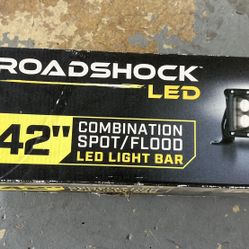 ROADSHOCK
LED
42"
COMBINATION
SPOT/FLOOD
LED LIGHT BAR